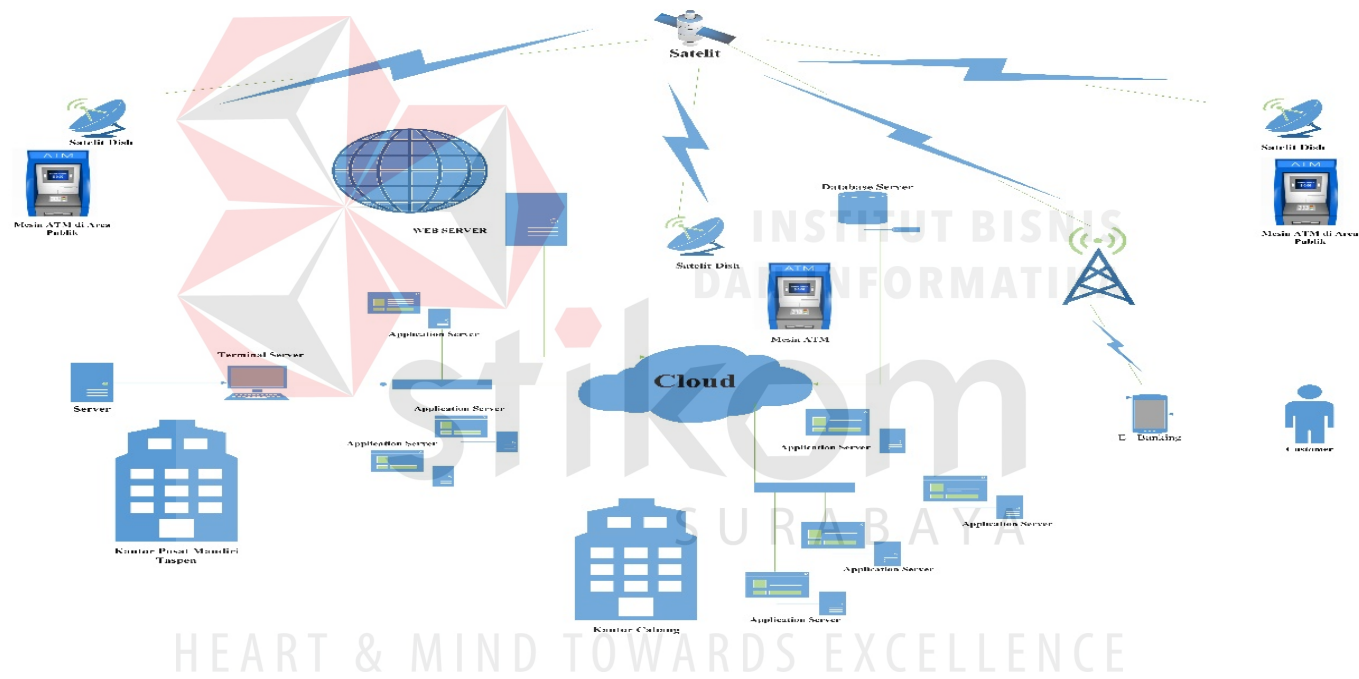 Satelit
Satelit Dish
ATM
Mesin ATM di Area
Publik
WEB SERVER
Satelit Dish
Database Server
Satelit Dish
ATM
Mesin ATM di Area
Publik
INSTITUT BISNIS
DAN INFORMATIKA
ATM
Mesin ATM
Application Server
Terminal Server
Server
Application Server
Application Server
Cloud
stikom
SURABAYA
E - Banking
Customer
Application Server
Application Server
Application Server
Application Server
Kantor Pusat Mandiri
Taspen
Kantor Cabang
HEART & MIND TOWARDS EXCELLENCE